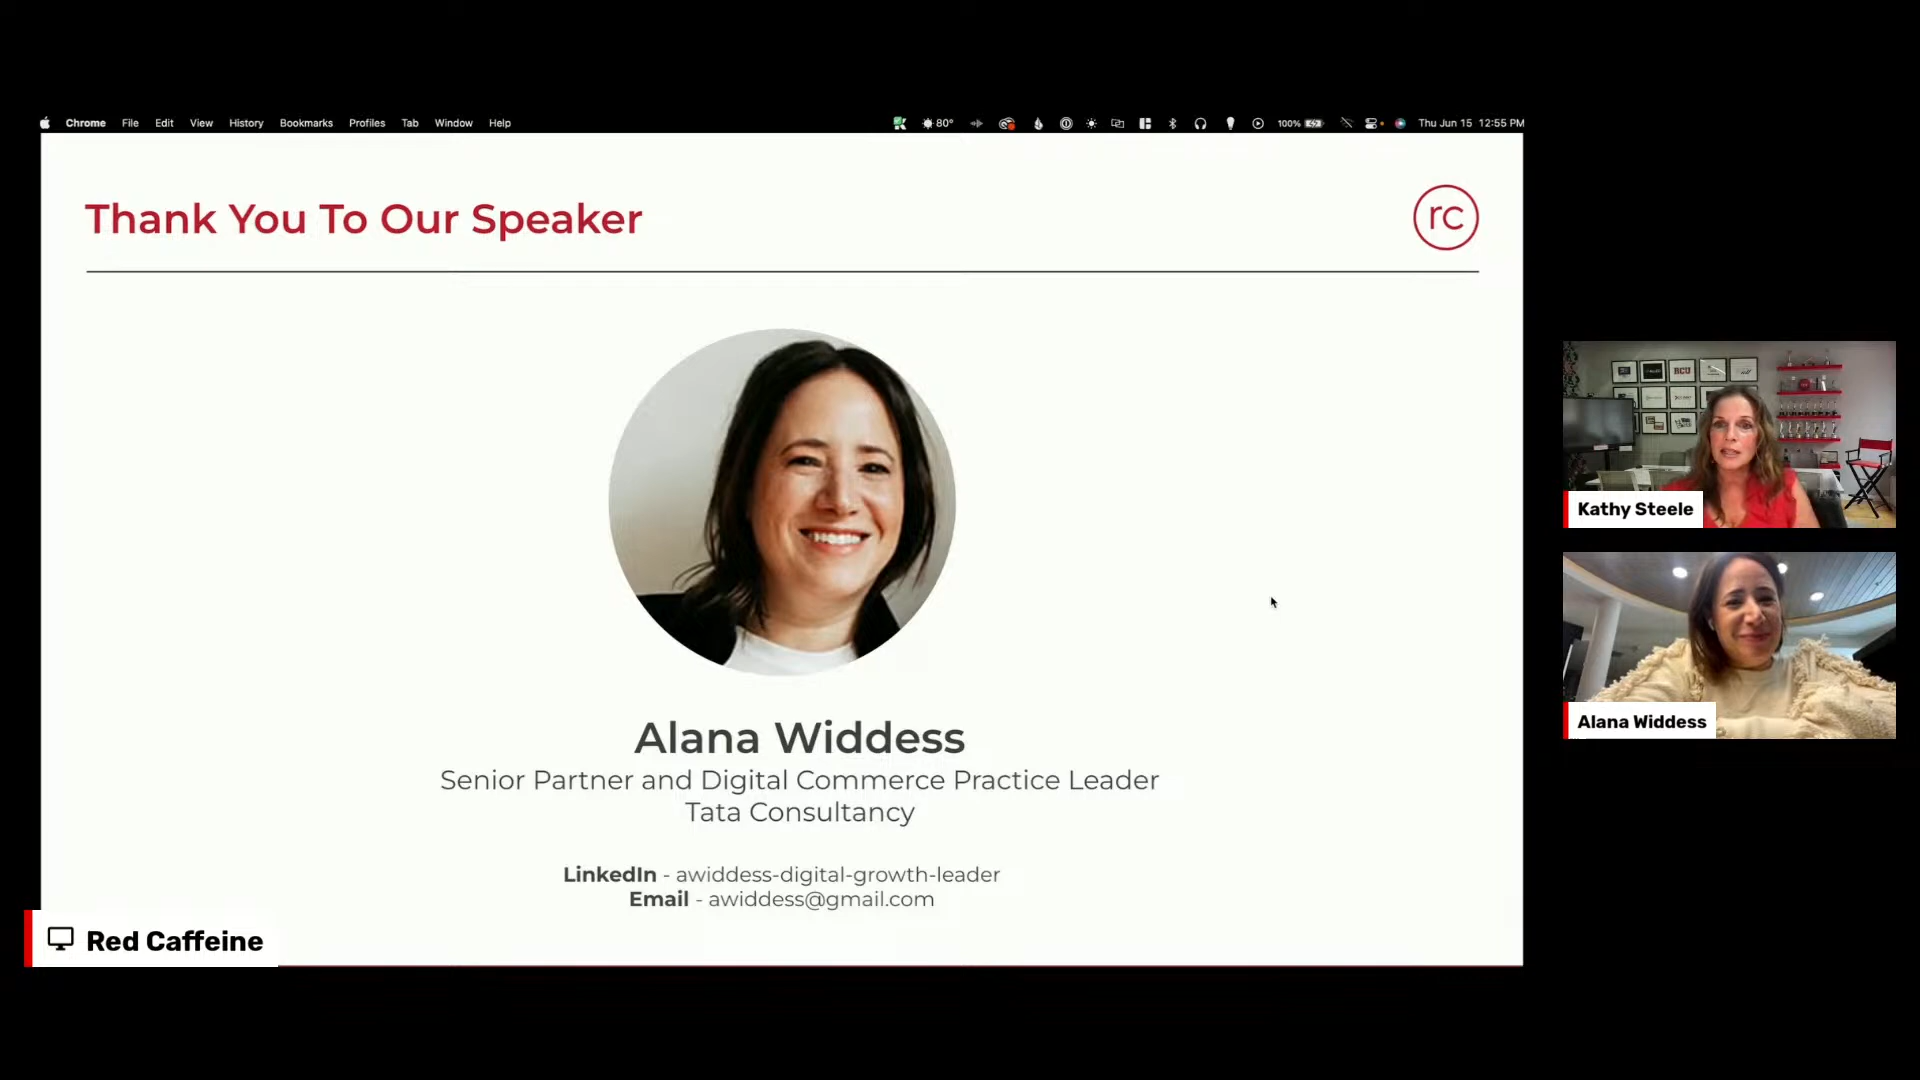 Chrome File Edit View History Bookmarks Profiles Tab Window Help
80° 100% Thu Jun 15 12:55 PM
Thank You To Our Speaker
rc
Alana Widdess
Senior Partner and Digital Commerce Practice Leader
Tata Consultancy
LinkedIn - awiddess-digital-growth-leader
Email - awiddess@gmail.com
Red Caffeine
BCU
Kathy Steele
Alana Widdess